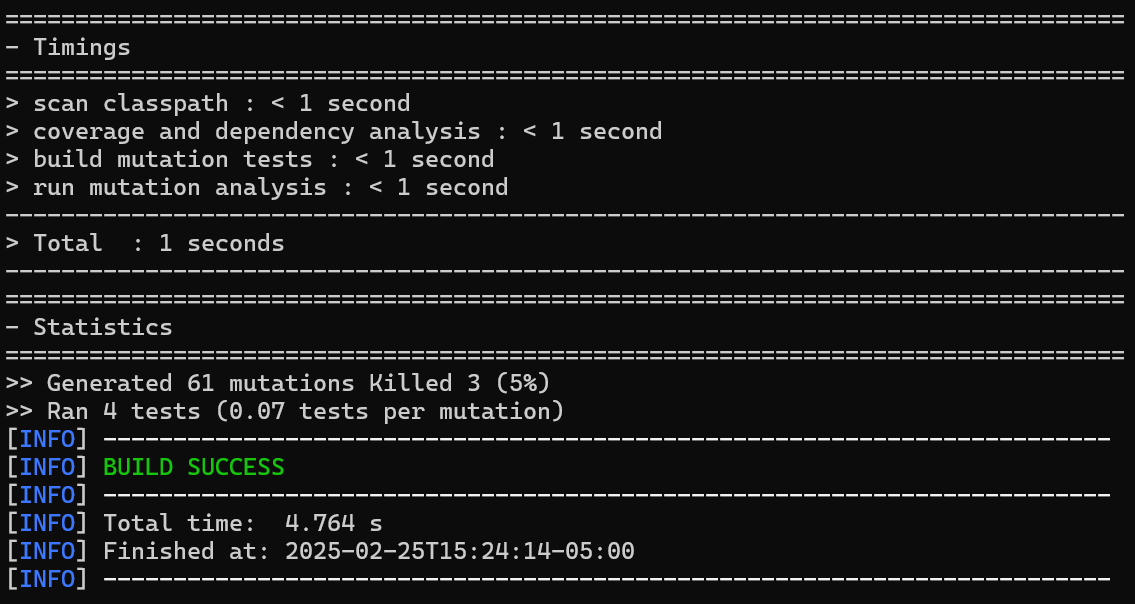 ================================================================================
- Timings
================================================================================
> scan classpath : < 1 second
> coverage and dependency analysis : < 1 second
> build mutation tests : < 1 second
> run mutation analysis : < 1 second
--------------------------------------------------------------------------------
> Total  : 1 seconds
--------------------------------------------------------------------------------
================================================================================
- Statistics
================================================================================
>> Generated 61 mutations Killed 3 (5%)
>> Ran 4 tests (0.07 tests per mutation)
[INFO] ------------------------------------------------------------------------
[INFO] BUILD SUCCESS
[INFO] ------------------------------------------------------------------------
[INFO] Total time:  4.764 s
[INFO] Finished at: 2025-02-25T15:24:14-05:00
[INFO] ------------------------------------------------------------------------